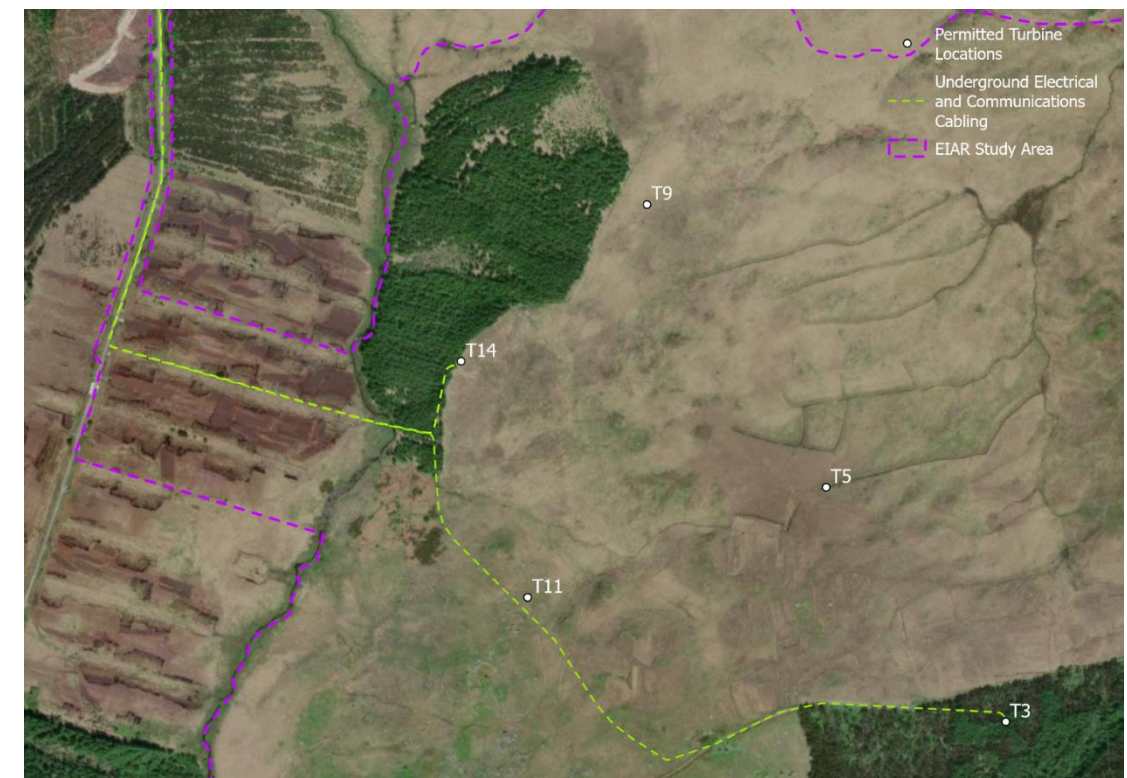 Permitted Turbine
Locations
Underground Electrical
and Communications
Cabling
EIAR Study Area
T9
T14
T5
T11
T3